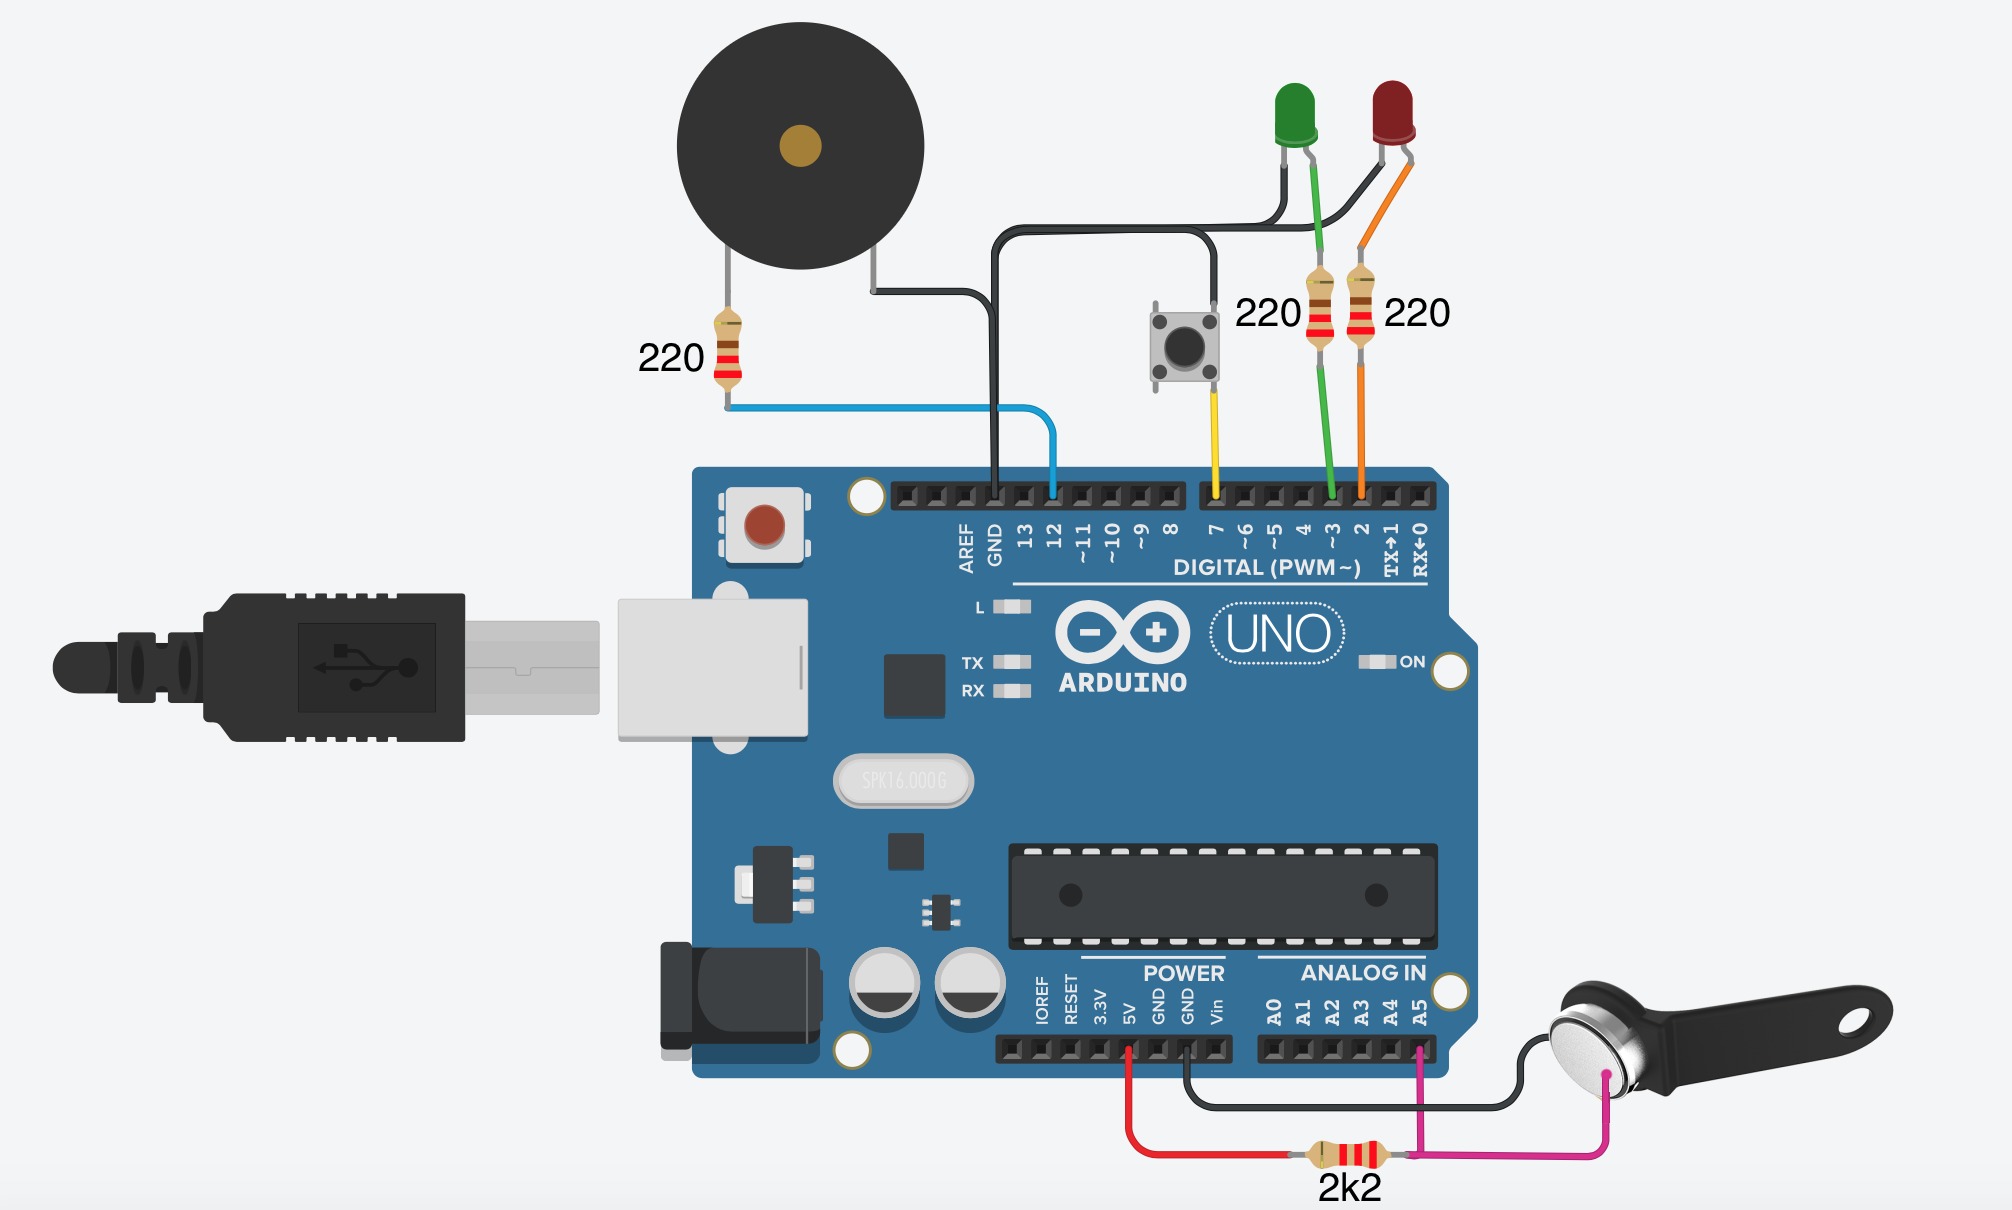 220
220
220
AREF
GND
13
12
~11
~10
~9
8
7
~6
~5
4
~3
2
TX→1
RX←0
DIGITAL (PWM~)
L
TX
RX
ARDUINO
UNO
ON
SPK16.000G
POWER
ANALOG IN
IOREF
RESET
3.3V
5V
GND
GND
Vin
A0
A1
A2
A3
A4
A5
2k2